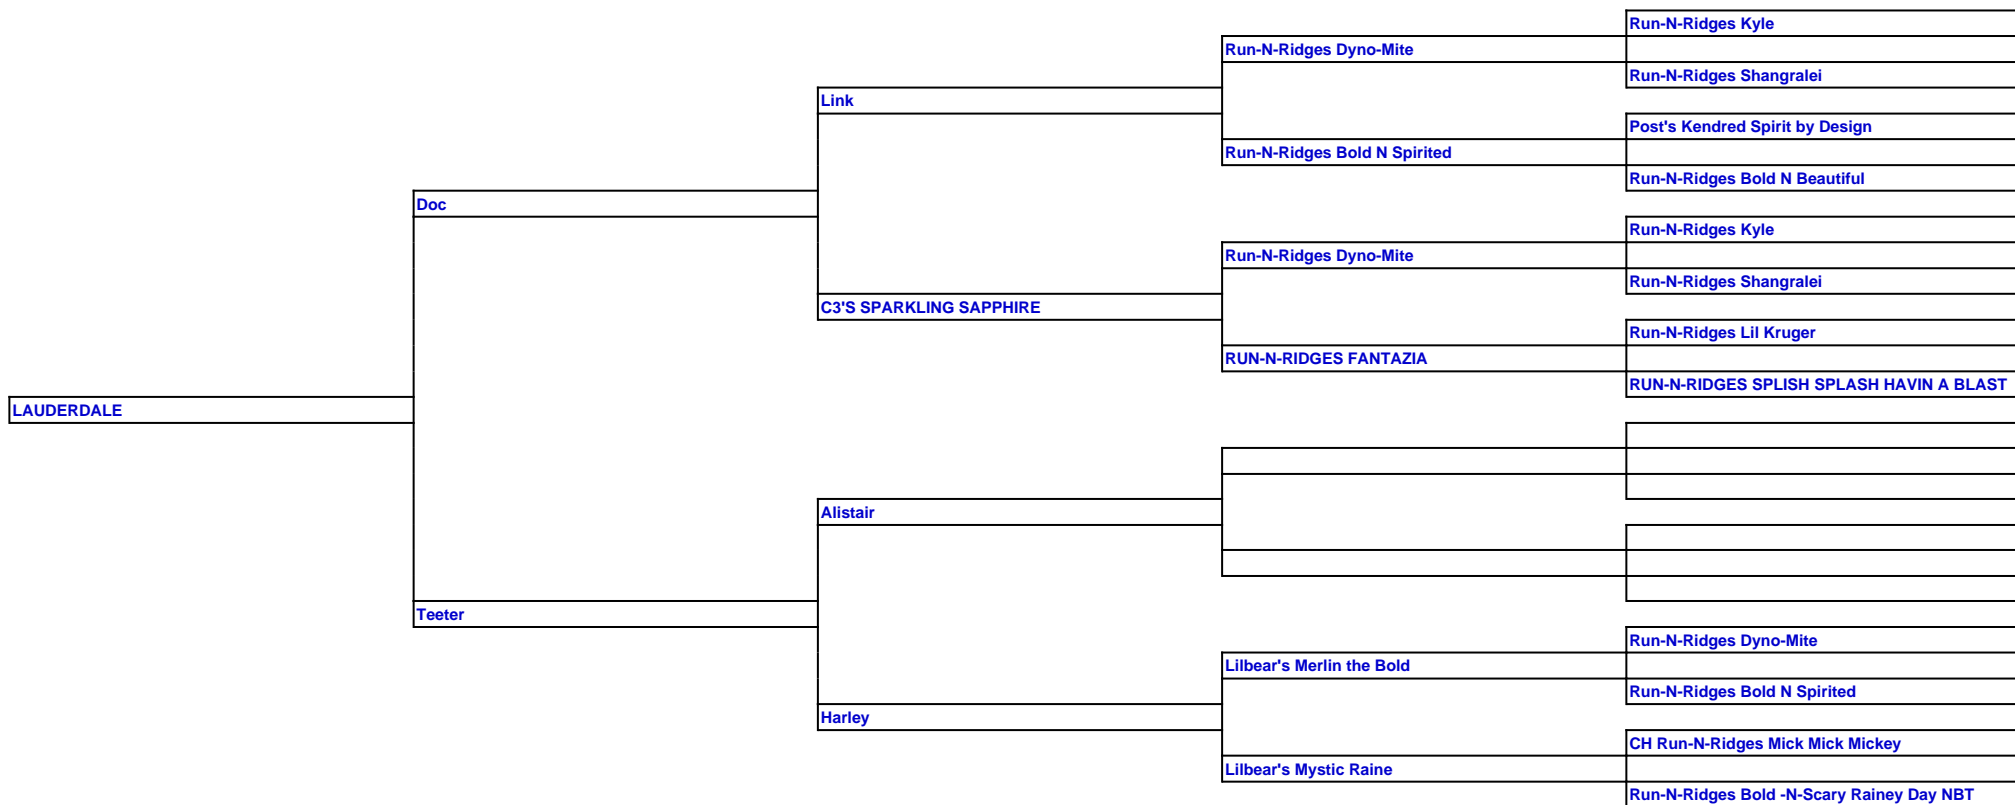 Run-N-Ridges Kyle
Run-N-Ridges Dyno-Mite
Run-N-Ridges Shangralei
Link
Post's Kendred Spirit by Design
Run-N-Ridges Bold N Spirited
Run-N-Ridges Bold N Beautiful
Doc
Run-N-Ridges Kyle
Run-N-Ridges Dyno-Mite
Run-N-Ridges Shangralei
C3'S SPARKLING SAPPHIRE
Run-N-Ridges Lil Kruger
RUN-N-RIDGES FANTAZIA
RUN-N-RIDGES SPLISH SPLASH HAVIN A BLAST
LAUDERDALE
Alistair
Teeter
Run-N-Ridges Dyno-Mite
Lilbear's Merlin the Bold
Run-N-Ridges Bold N Spirited
Harley
CH Run-N-Ridges Mick Mick Mickey
Lilbear's Mystic Raine
Run-N-Ridges Bold -N-Scary Rainey Day NBT